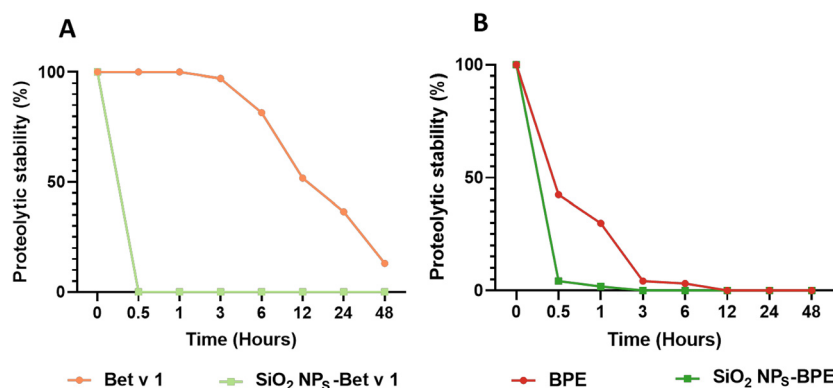 A
Proteolytic stability (%)
100
50
0
0 0.5 1 3 6 12 24 48
Time (Hours)
Bet v 1
SiO₂ NPₛ-Bet v 1
B
Proteolytic stability (%)
100
50
0
0 0.5 1 3 6 12 24 48
Time (Hours)
BPE
SiO₂ NPₛ-BPE